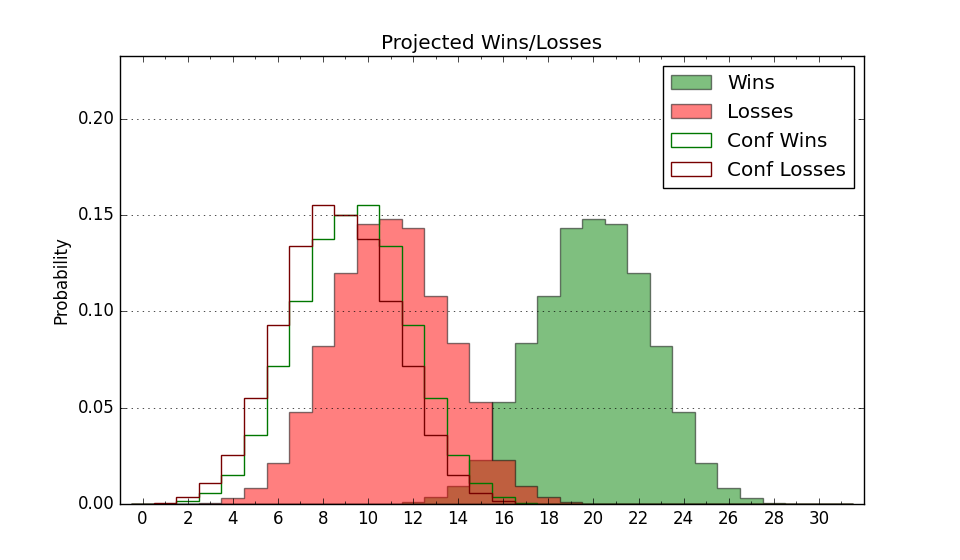 Projected Wins/Losses
Wins
Losses
Conf Wins
Conf Losses
Probability
0.20
0.15
0.10
0.05
0.00
0 2 4 6 8 10 12 14 16 18 20 22 24 26 28 30